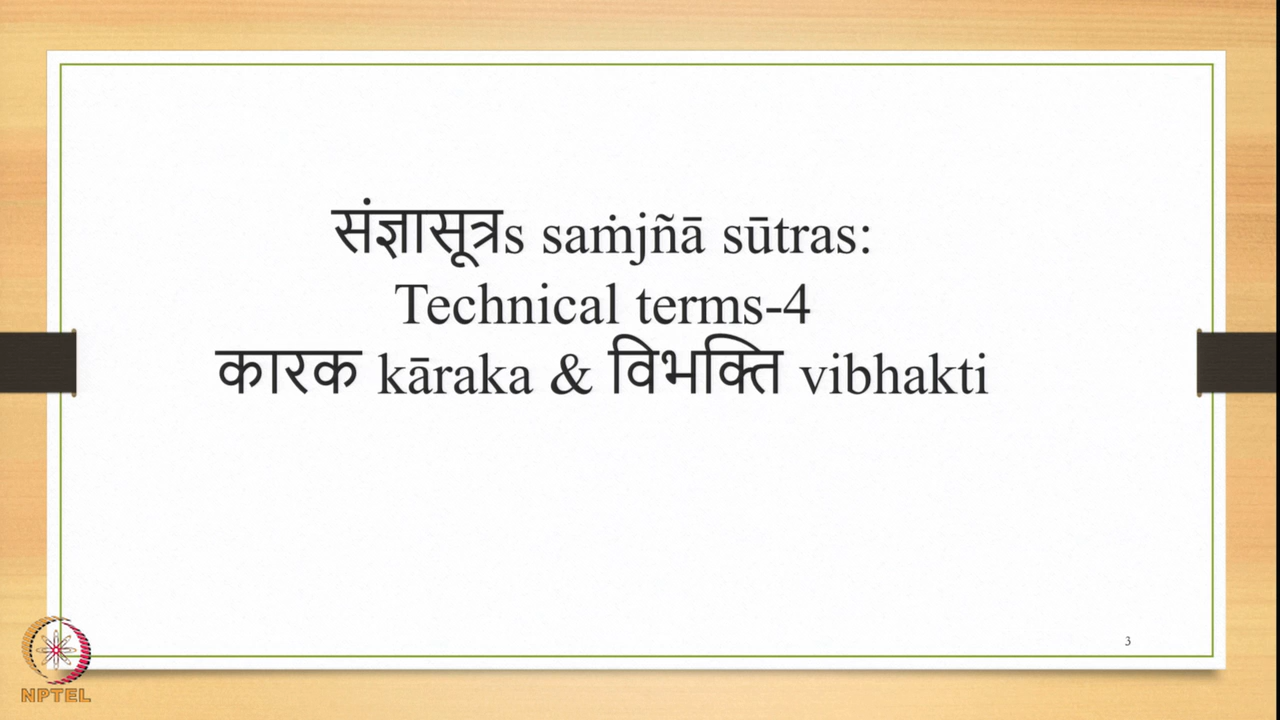 संज्ञासूत्रs saṁjñā sūtras:
Technical terms-4
कारक kāraka & विभक्ति vibhakti
3
NPTEL